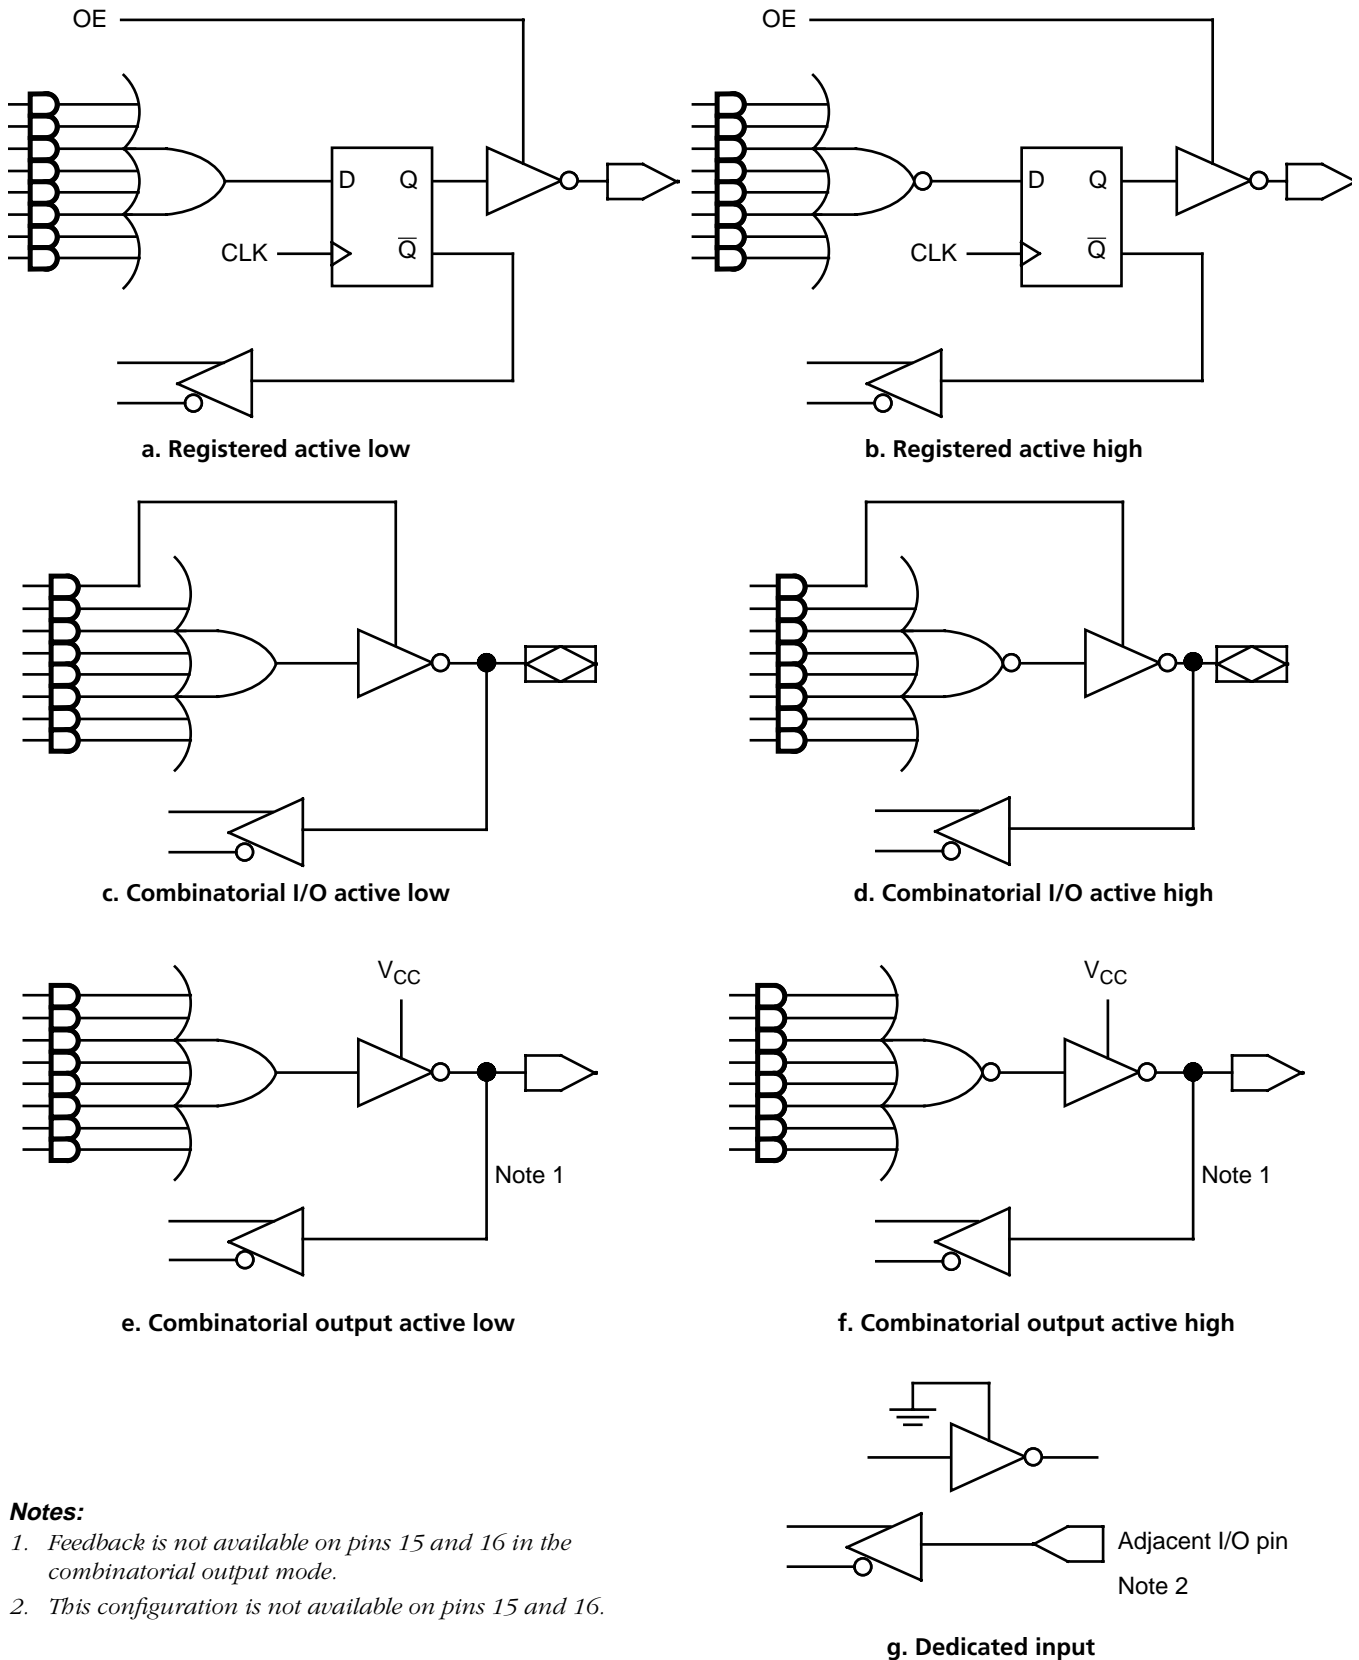 OE
OE
D Q
CLK Q̅
D Q
CLK Q̅
a. Registered active low
b. Registered active high
c. Combinatorial I/O active low
d. Combinatorial I/O active high
VCC
VCC
Note 1
Note 1
e. Combinatorial output active low
f. Combinatorial output active high
Notes:
1. Feedback is not available on pins 15 and 16 in the
combinatorial output mode.
2. This configuration is not available on pins 15 and 16.
Adjacent I/O pin
Note 2
g. Dedicated input